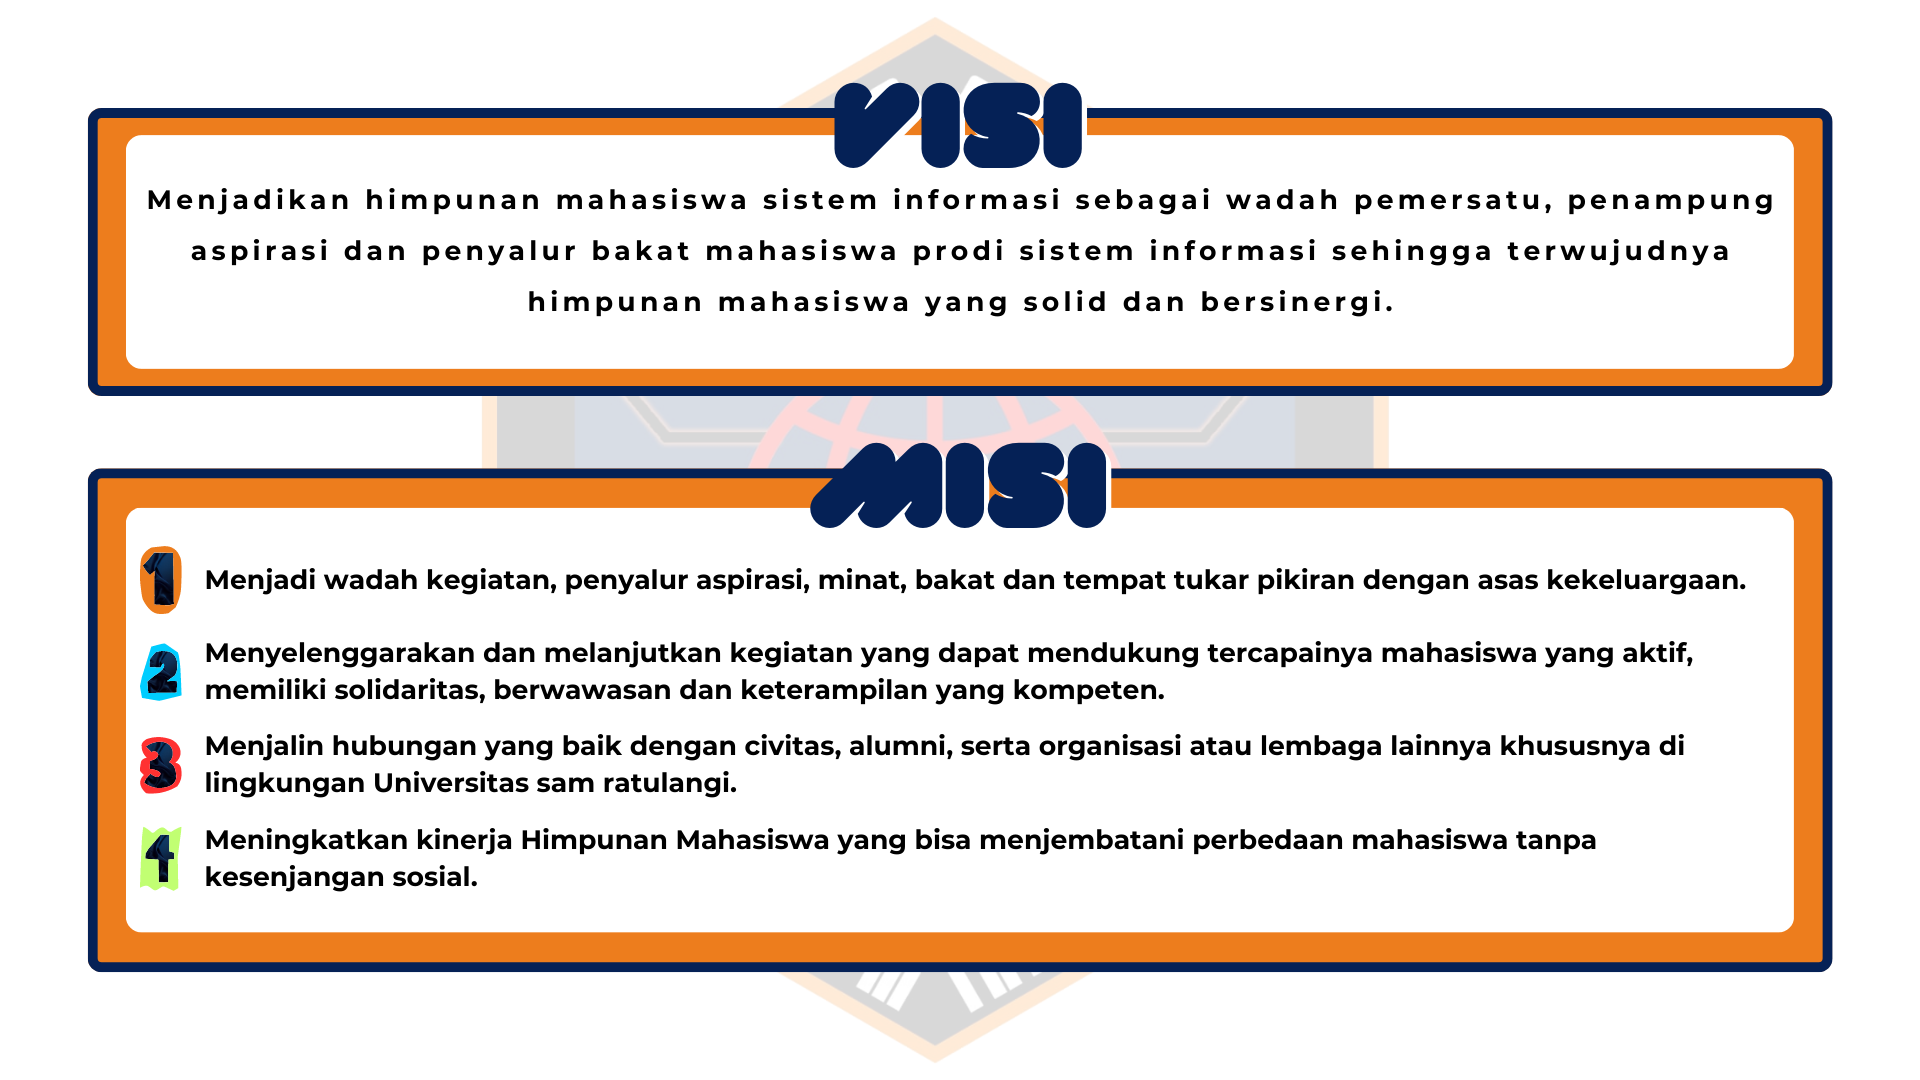 VISI
Menjadikan himpunan mahasiswa sistem informasi sebagai wadah pemersatu, penampung
aspirasi dan penyalur bakat mahasiswa prodi sistem informasi sehingga terwujudnya
himpunan mahasiswa yang solid dan bersinergi.
MISI
1 Menjadi wadah kegiatan, penyalur aspirasi, minat, bakat dan tempat tukar pikiran dengan asas kekeluargaan.
2 Menyelenggarakan dan melanjutkan kegiatan yang dapat mendukung tercapainya mahasiswa yang aktif,
memiliki solidaritas, berwawasan dan keterampilan yang kompeten.
3 Menjalin hubungan yang baik dengan civitas, alumni, serta organisasi atau lembaga lainnya khususnya di
lingkungan Universitas sam ratulangi.
4 Meningkatkan kinerja Himpunan Mahasiswa yang bisa menjembatani perbedaan mahasiswa tanpa
kesenjangan sosial.